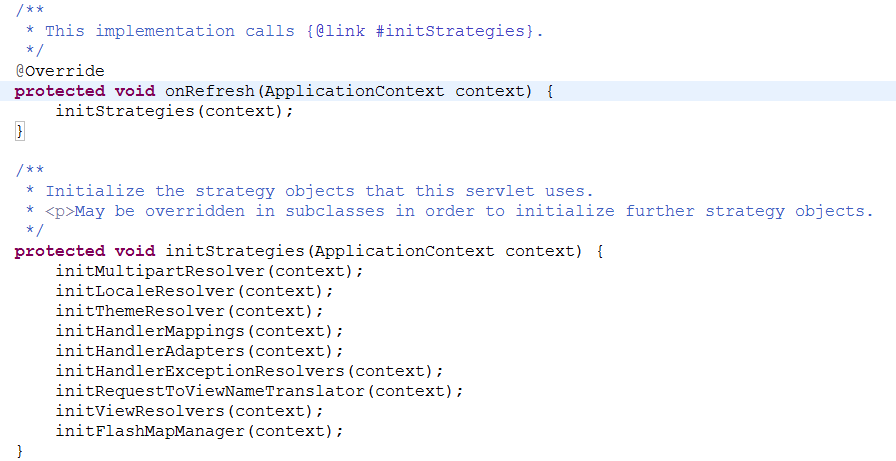 /**
 * This implementation calls {@link #initStrategies}.
 */
@Override
protected void onRefresh(ApplicationContext context) {
    initStrategies(context);
}
/**
 * Initialize the strategy objects that this servlet uses.
 * <p>May be overridden in subclasses in order to initialize further strategy objects.
 */
protected void initStrategies(ApplicationContext context) {
    initMultipartResolver(context);
    initLocaleResolver(context);
    initThemeResolver(context);
    initHandlerMappings(context);
    initHandlerAdapters(context);
    initHandlerExceptionResolvers(context);
    initRequestToViewNameTranslator(context);
    initViewResolvers(context);
    initFlashMapManager(context);
}